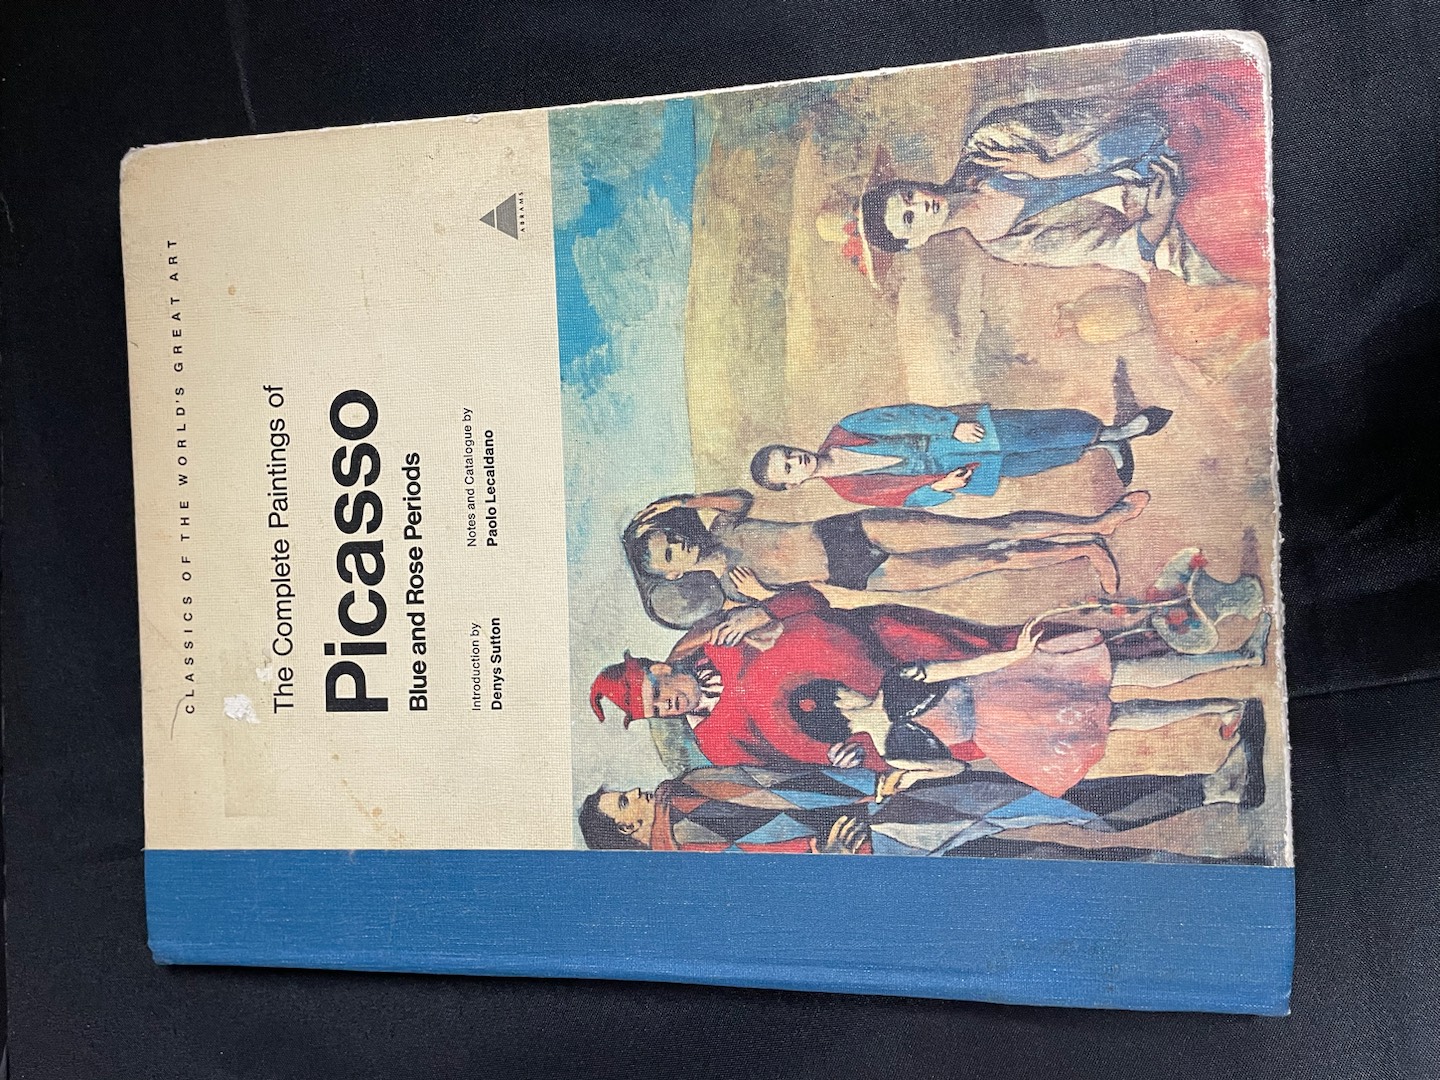 CLASSICS OF THE WORLD'S GREAT ART
The Complete Paintings of
Picasso
Blue and Rose Periods
Introduction by
Denys Sutton
Notes and Catalogue by
Paolo Lecaldano
ABRAMS